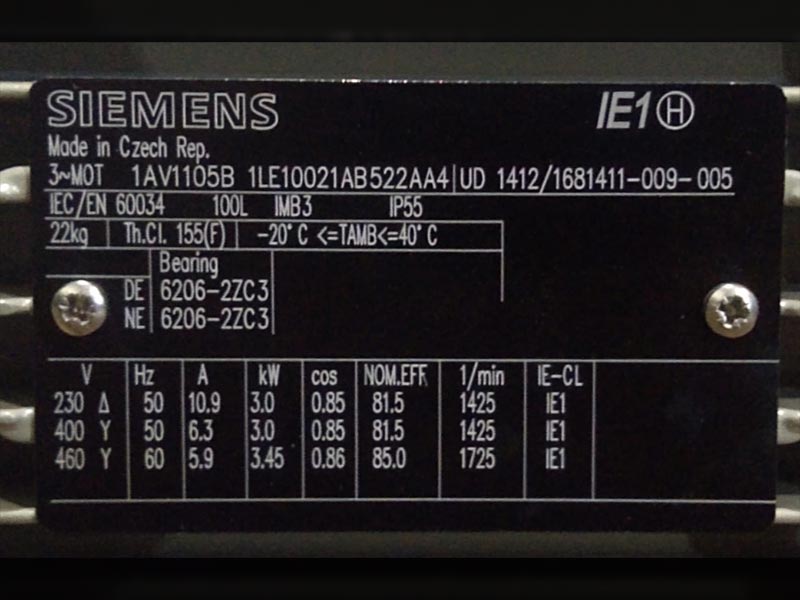 SIEMENS IE1 Ⓗ
Made in Czech Rep.
3~MOT 1AV1105B 1LE10021AB522AA4 UD 1412/1681411-009-005
IEC/EN 60034 100L IMB3 IP55
22kg Th.Cl. 155(F) -20°C <=TAMB<=40°C
Bearing
DE 6206-2ZC3
NE 6206-2ZC3
V Hz A kW cos NOM.EFF 1/min IE-CL
230 Δ 50 10.9 3.0 0.85 81.5 1425 IE1
400 Y 50 6.3 3.0 0.85 81.5 1425 IE1
460 Y 60 5.9 3.45 0.86 85.0 1725 IE1